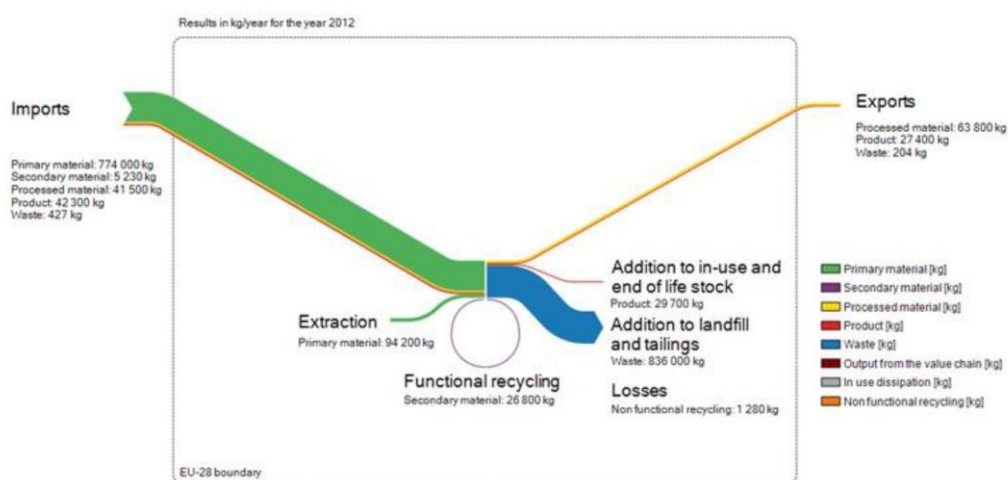 Results in kg/year for the year 2012
Imports
Primary material: 774 000 kg
Secondary material: 5 230 kg
Processed material: 41 500 kg
Product: 42 300 kg
Waste: 427 kg
Exports
Processed material: 63 800 kg
Product: 27 400 kg
Waste: 204 kg
Extraction
Primary material: 94 200 kg
Functional recycling
Secondary material: 26 800 kg
Addition to in-use and
end of life stock
Product: 29 700 kg
Addition to landfill
and tailings
Waste: 836 000 kg
Losses
Non functional recycling: 1 280 kg
Primary material [kg]
Secondary material [kg]
Processed material [kg]
Product [kg]
Waste [kg]
Output from the value chain [kg]
In use dissipation [kg]
Non functional recycling [kg]
EU-28 boundary